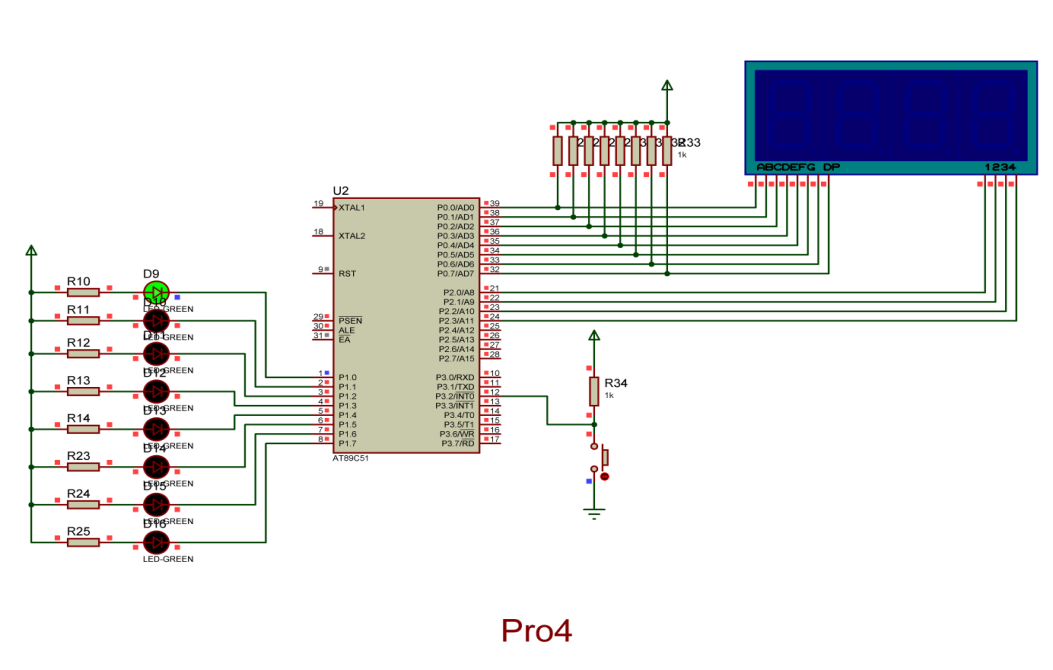 33
1k
ABCDEFG DP
1234
U2
19
XTAL1
18
XTAL2
9
RST
29
PSEN
30
ALE
31
EA
1
P1.0
2
P1.1
3
P1.2
4
P1.3
5
P1.4
6
P1.5
7
P1.6
8
P1.7
P0.0/AD0
39
P0.1/AD1
38
P0.2/AD2
37
P0.3/AD3
36
P0.4/AD4
35
P0.5/AD5
34
P0.6/AD6
33
P0.7/AD7
32
P2.0/A8
21
P2.1/A9
22
P2.2/A10
23
P2.3/A11
24
P2.4/A12
25
P2.5/A13
26
P2.6/A14
27
P2.7/A15
28
P3.0/RXD
10
P3.1/TXD
11
P3.2/INT0
12
P3.3/INT1
13
P3.4/T0
14
P3.5/T1
15
P3.6/WR
16
P3.7/RD
17
AT89C51
R10
D9
LED-GREEN
R11
D10
LED-GREEN
R12
LED-GREEN
R13
D12
LED-GREEN
R14
D13
LED-GREEN
R23
D14
LED-GREEN
R24
D15
LED-GREEN
R25
D16
LED-GREEN
R34
1k
Pro4